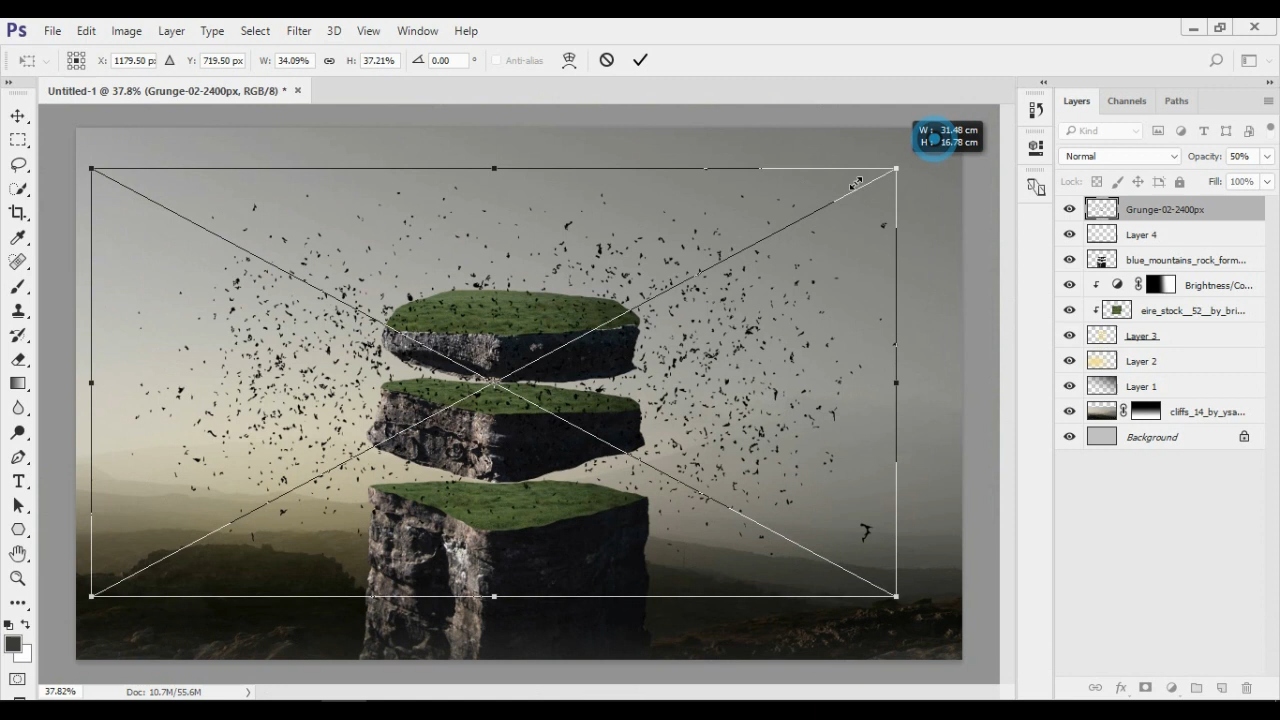 Ps File Edit Image Layer Type Select Filter 3D View Window Help
X: 1179.50 p: Y: 719.50 px W: 34.09% H: 37.21% 0.00 ° Anti-alias
Untitled-1 @ 37.8% (Grunge-02-2400px, RGB/8) * ×
Layers Channels Paths
W : 31.48 cm
H : 16.78 cm
Kind
Normal Opacity: 50%
Lock: Fill: 100%
Grunge-02-2400px
Layer 4
blue_mountains_rock_form...
Brightness/Co...
eire_stock__52__by_bri...
Layer 3
Layer 2
Layer 1
cliffs_14_by_ysa...
Background
37.82% Doc: 10.7M/55.6M